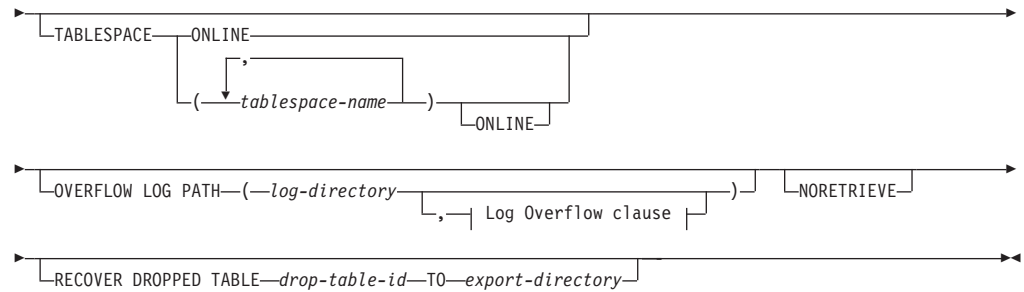 TABLESPACE ONLINE
,
( tablespace-name )
ONLINE
OVERFLOW LOG PATH ( log-directory ) NORETRIEVE
, Log Overflow clause
RECOVER DROPPED TABLE drop-table-id TO export-directory